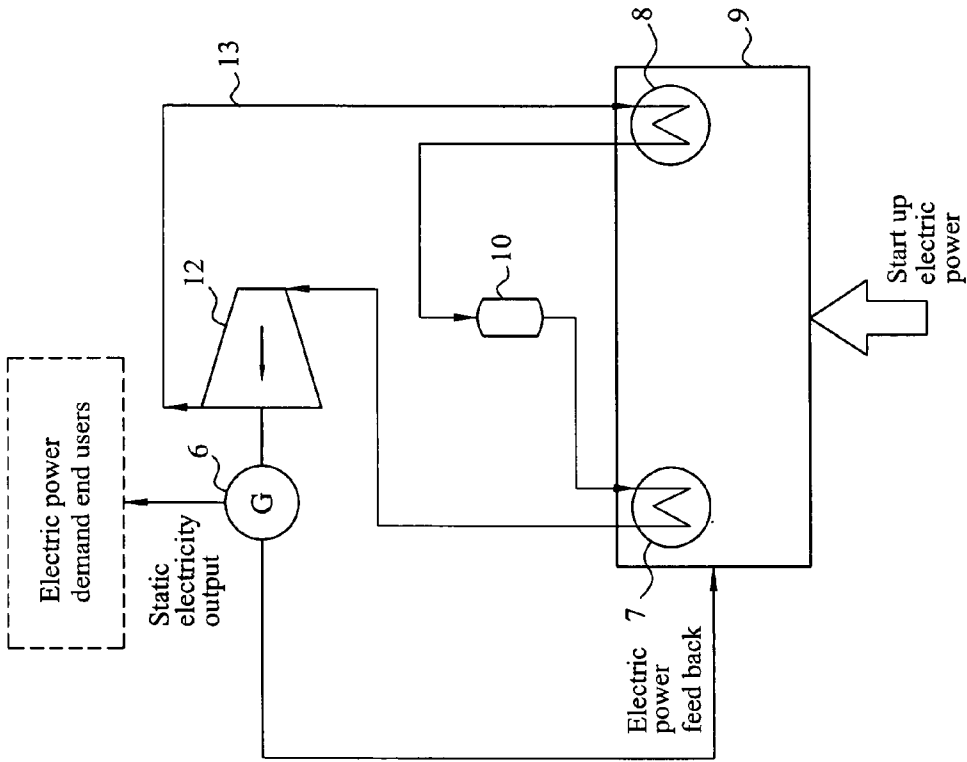 Electric power
demand end users
Static
electricity
output
6
G
12
13
10
7
8
9
Electric
power
feed back
Start up
electric
power